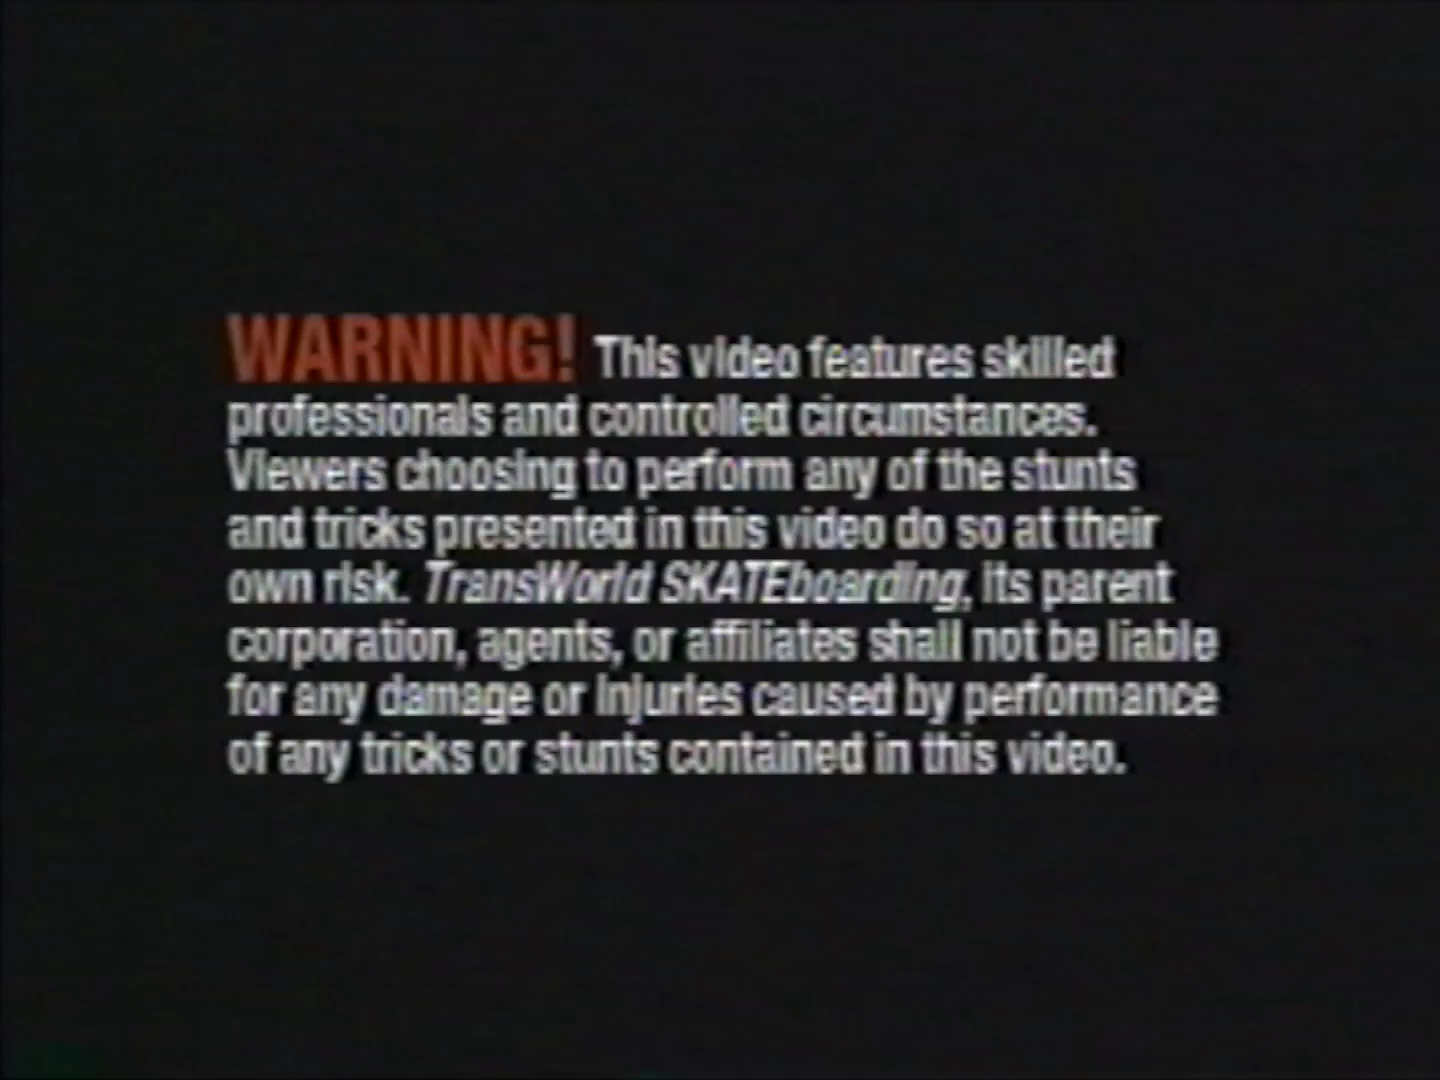 WARNING! This video features skilled
professionals and controlled circumstances.
Viewers choosing to perform any of the stunts
and tricks presented in this video do so at their
own risk. TransWorld SKATEboarding, its parent
corporation, agents, or affiliates shall not be liable
for any damage or injuries caused by performance
of any tricks or stunts contained in this video.